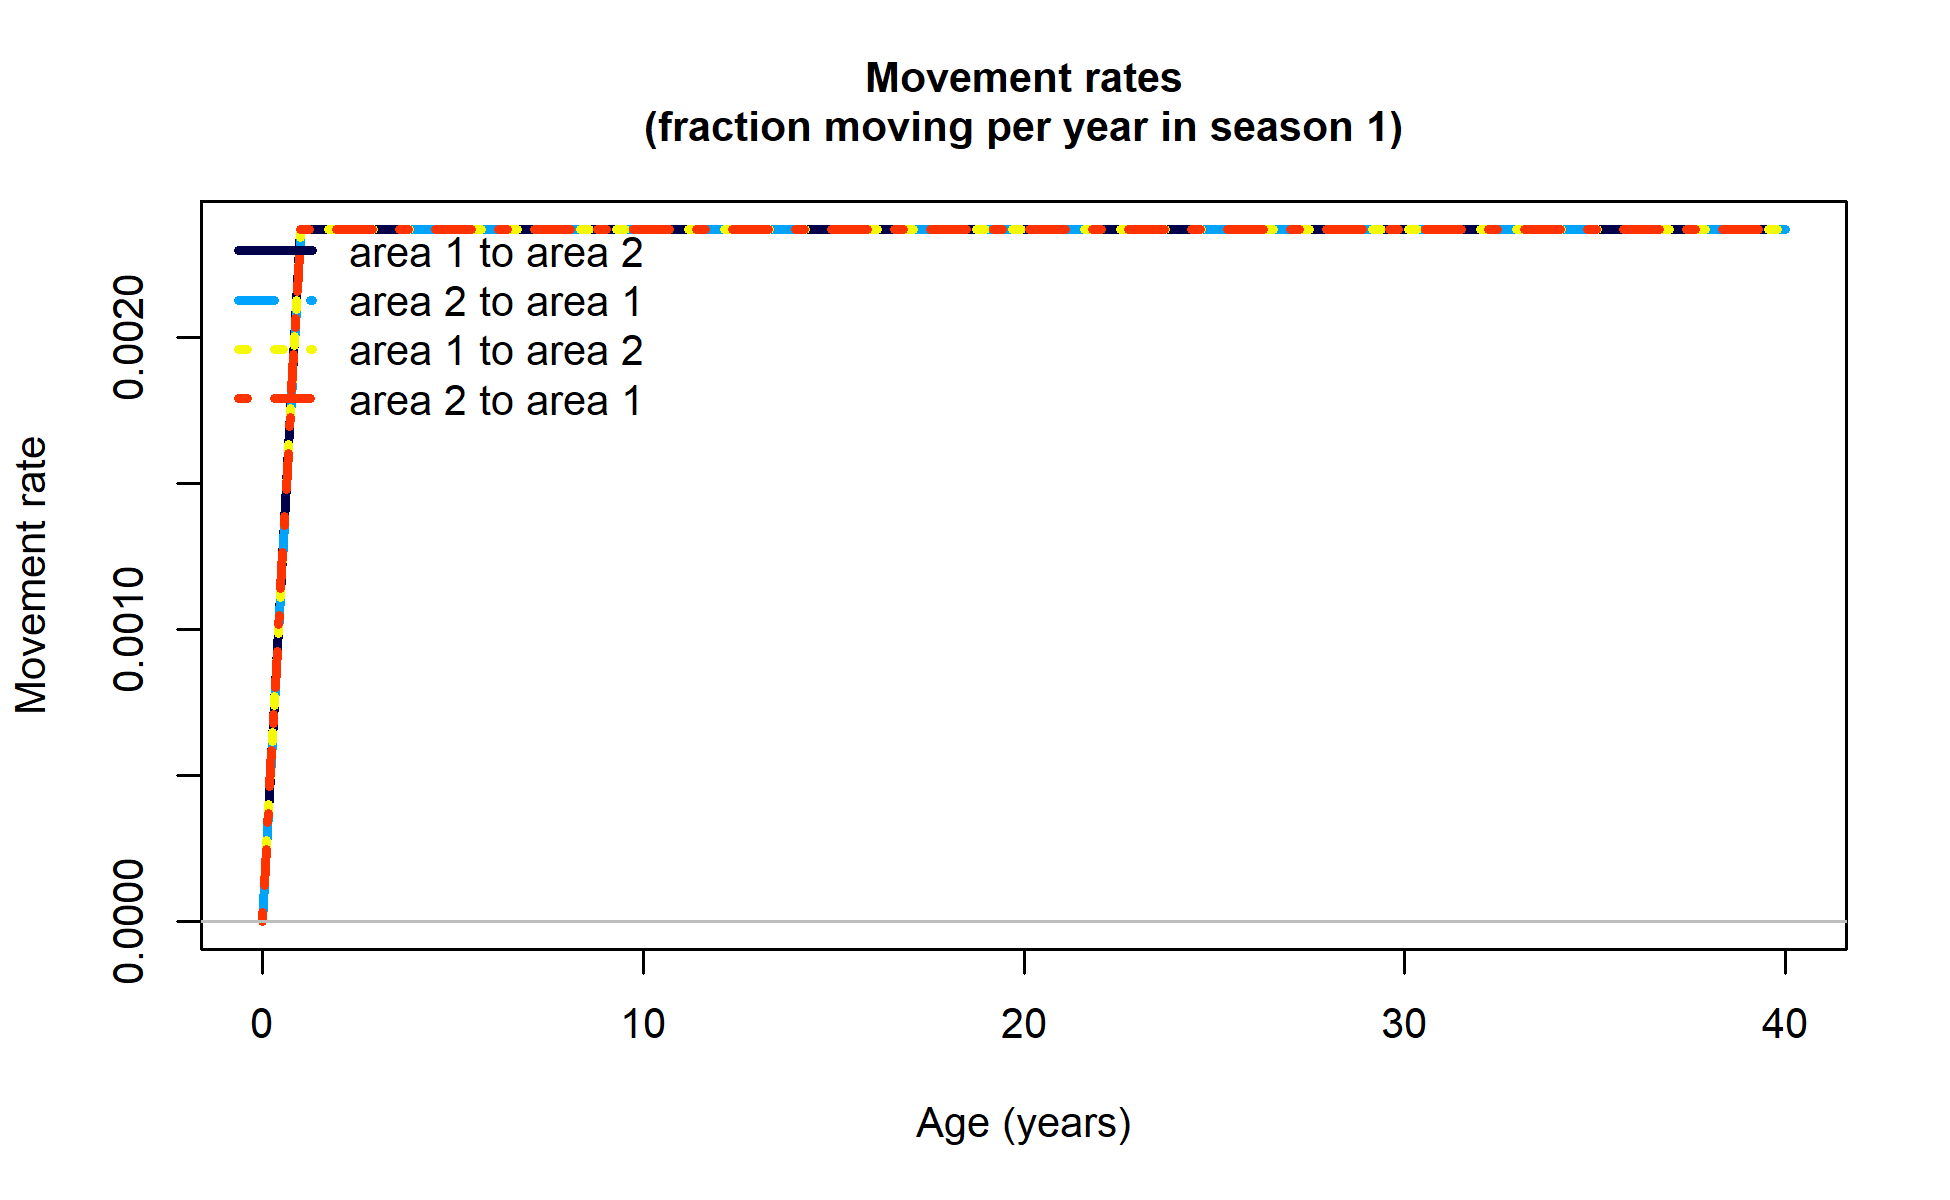 Movement rates
(fraction moving per year in season 1)
area 1 to area 2
area 2 to area 1
area 1 to area 2
area 2 to area 1
Movement rate
0.0020
0.0010
0.0000
0 10 20 30 40
Age (years)